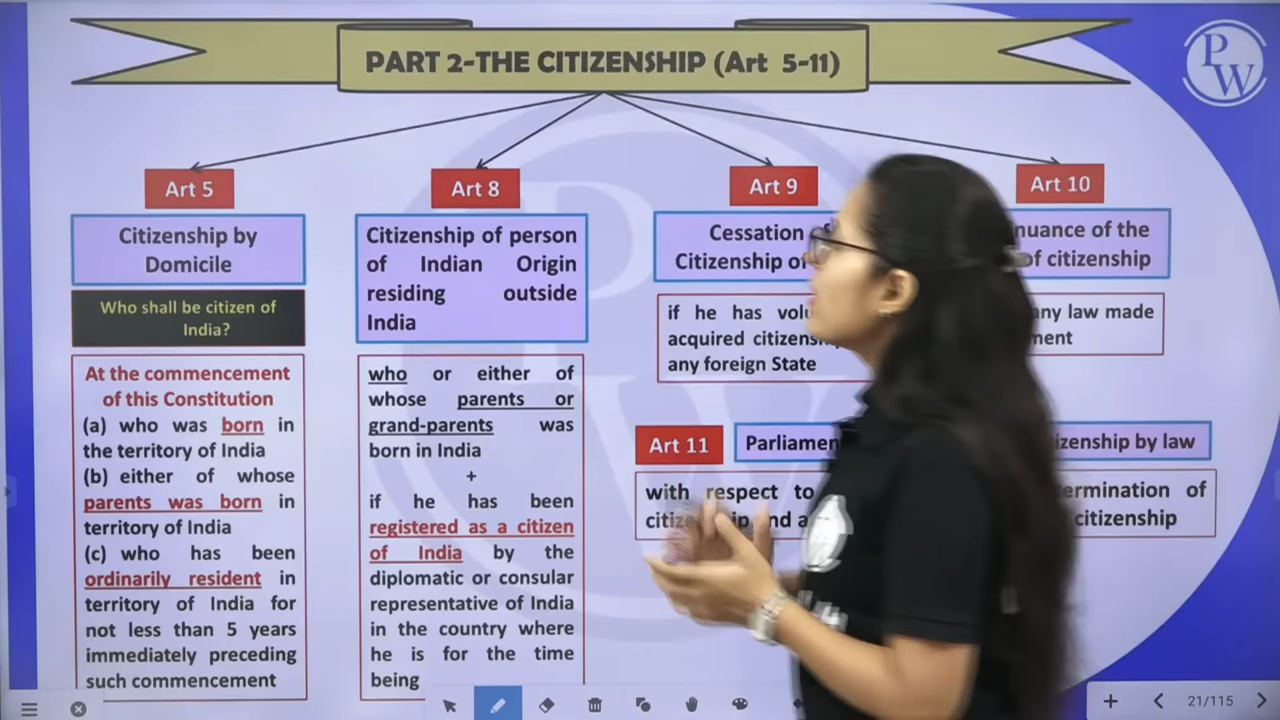 PART 2-THE CITIZENSHIP (Art 5-11)
PW
Art 5
Citizenship by
Domicile
Who shall be citizen of
India?
At the commencement
of this Constitution
(a) who was born in
the territory of India
(b) either of whose
parents was born in
territory of India
(c) who has been
ordinarily resident in
territory of India for
not less than 5 years
immediately preceding
such commencement
Art 8
Citizenship of person
of Indian Origin
residing outside
India
who or either of
whose parents or
grand-parents was
born in India
+
if he has been
registered as a citizen
of India by the
diplomatic or consular
representative of India
in the country where
he is for the time
being
Art 9
Cessation
Citizenship
if he has
acquired
any foreign State
Art 10
of the
of citizenship
any law made
Art 11
by law
with respect to
of
and
citizenship
21/115